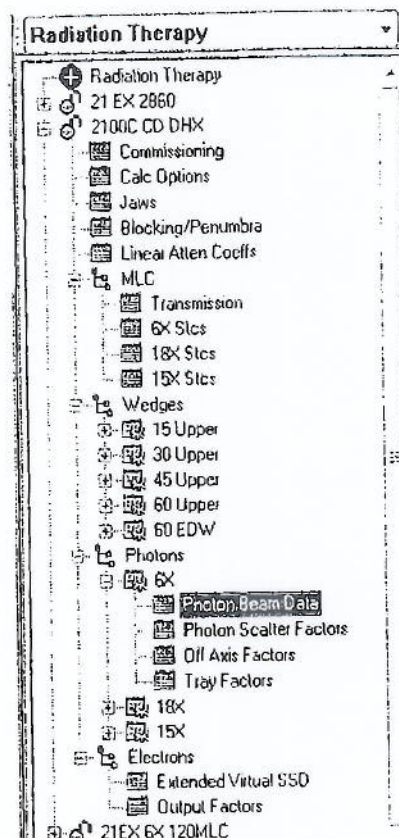 Radiation Therapy
Radiation Therapy
21 EX 2860
2100C CD DHX
Commissioning
Calc Options
Jaws
Blocking/Penumbra
Linear Atten Coeffs
MLC
Transmission
6X Stcs
18X Stcs
15X Stcs
Wedges
15 Upper
30 Upper
45 Upper
60 Upper
60 EDW
Photons
6X
Photon Beam Data
Photon Scatter Factors
Off Axis Factors
Tray Factors
18X
15X
Electrons
Extended Virtual SSD
Output Factors
21EX 6X 120MLC